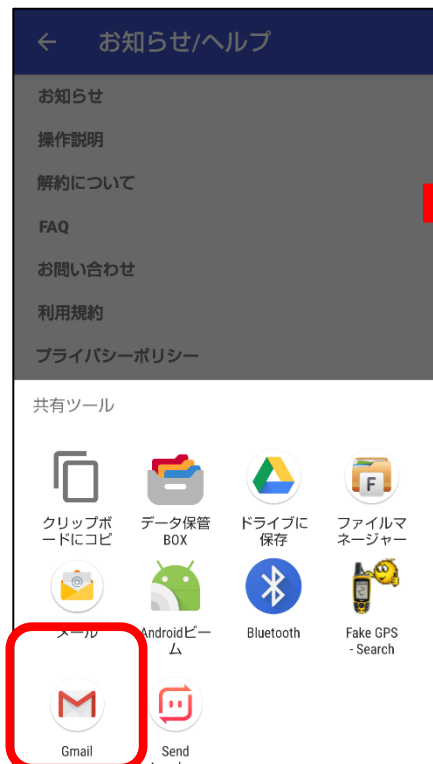 お知らせ/ヘルプ
お知らせ
操作説明
解約について
FAQ
お問い合わせ
利用規約
プライバシーポリシー
共有ツール
クリップボ データ保管 ドライブに ファイルマ
ードにコピ BOX 保存 ネージャー
メール Androidビー Bluetooth Fake GPS
ム - Search
Gmail Send